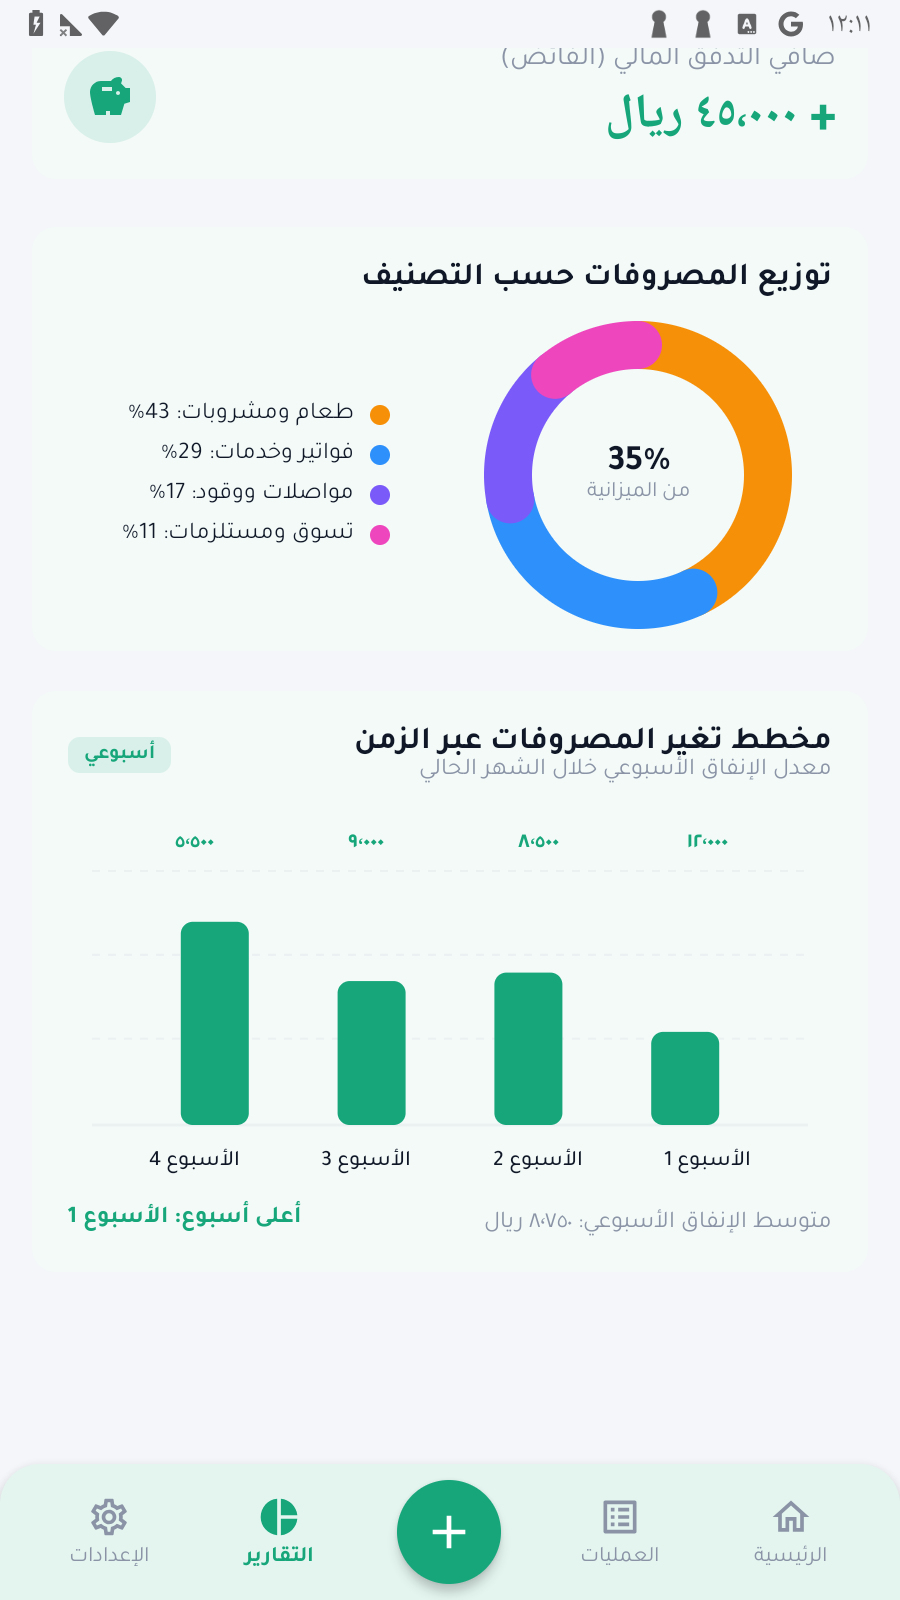 ١٢:١١
صافي التدفق المالي (الفائض)
+ ٤٥،٠٠٠ ريال
توزيع المصروفات حسب التصنيف
35%
من الميزانية
طعام ومشروبات: 43%
فواتير وخدمات: 29%
مواصلات ووقود: 17%
تسوق ومستلزمات: 11%
مخطط تغير المصروفات عبر الزمن
أسبوعي
معدل الإنفاق الأسبوعي خلال الشهر الحالي
١٢،٠٠٠ ٨،٥٠٠ ٩،٠٠٠ ٥،٥٠٠
الأسبوع 1 الأسبوع 2 الأسبوع 3 الأسبوع 4
متوسط الإنفاق الأسبوعي: ٨،٧٥٠ ريال
أعلى أسبوع: الأسبوع 1
الرئيسية العمليات التقارير الإعدادات